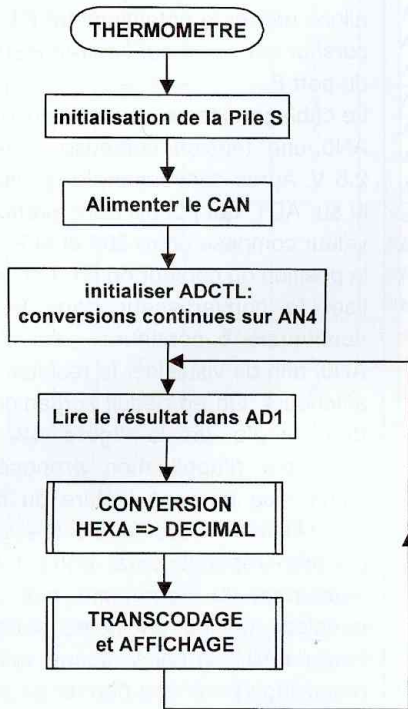 THERMOMETRE
initialisation de la Pile S
Alimenter le CAN
initialiser ADCTL:
conversions continues sur AN4
Lire le résultat dans AD1
CONVERSION
HEXA => DECIMAL
TRANSCODAGE
et AFFICHAGE